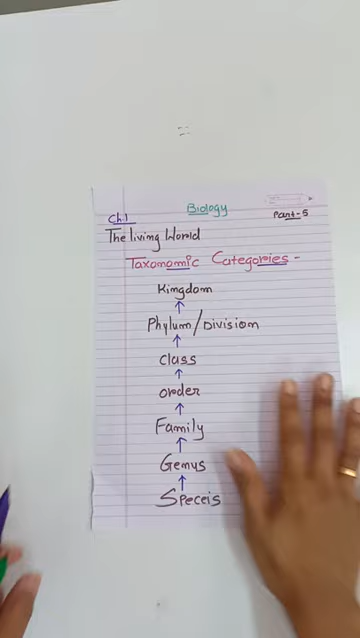 Biology
Ch.1
Part-5
The living World
Taxonomic Categories -
Kingdom
↑
Phylum/Division
↑
class
↑
order
↑
Family
↑
Genus
↑
Speceis